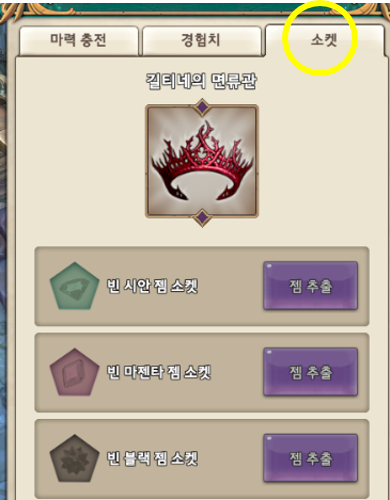 마력 충전
경험치
소켓
길티네의 면류관
빈 시안 젬 소켓
젬 추출
빈 마젠타 젬 소켓
젬 추출
빈 블랙 젬 소켓
젬 추출